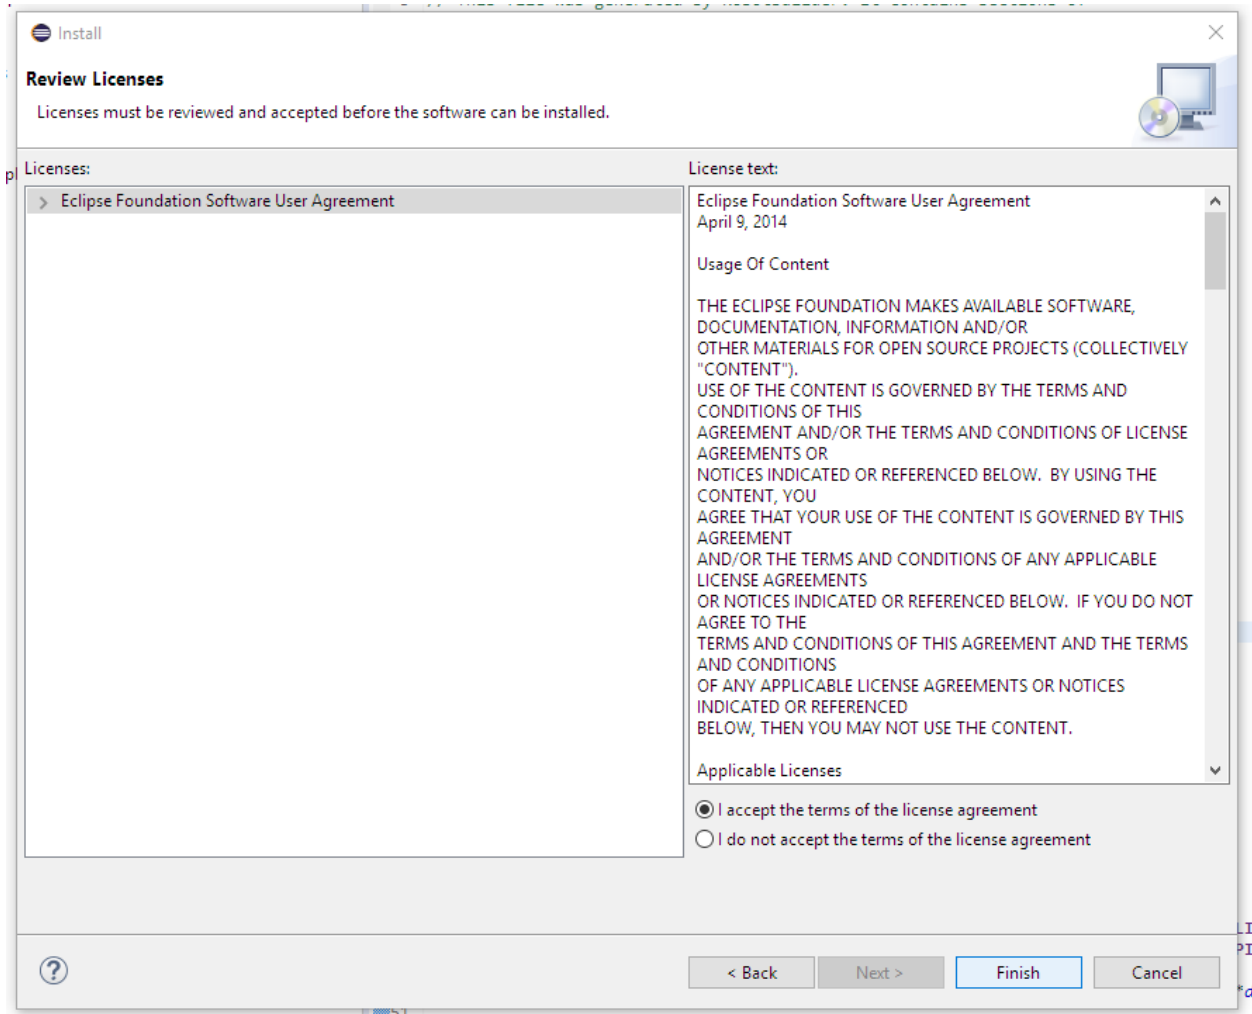 Install
Review Licenses
Licenses must be reviewed and accepted before the software can be installed.
Licenses:
Eclipse Foundation Software User Agreement
License text:
Eclipse Foundation Software User Agreement
April 9, 2014
Usage Of Content
THE ECLIPSE FOUNDATION MAKES AVAILABLE SOFTWARE,
DOCUMENTATION, INFORMATION AND/OR
OTHER MATERIALS FOR OPEN SOURCE PROJECTS (COLLECTIVELY
"CONTENT").
USE OF THE CONTENT IS GOVERNED BY THE TERMS AND
CONDITIONS OF THIS
AGREEMENT AND/OR THE TERMS AND CONDITIONS OF LICENSE
AGREEMENTS OR
NOTICES INDICATED OR REFERENCED BELOW.  BY USING THE
CONTENT, YOU
AGREE THAT YOUR USE OF THE CONTENT IS GOVERNED BY THIS
AGREEMENT
AND/OR THE TERMS AND CONDITIONS OF ANY APPLICABLE
LICENSE AGREEMENTS
OR NOTICES INDICATED OR REFERENCED BELOW.  IF YOU DO NOT
AGREE TO THE
TERMS AND CONDITIONS OF THIS AGREEMENT AND THE TERMS
AND CONDITIONS
OF ANY APPLICABLE LICENSE AGREEMENTS OR NOTICES
INDICATED OR REFERENCED
BELOW, THEN YOU MAY NOT USE THE CONTENT.
Applicable Licenses
I accept the terms of the license agreement
I do not accept the terms of the license agreement
< Back
Next >
Finish
Cancel